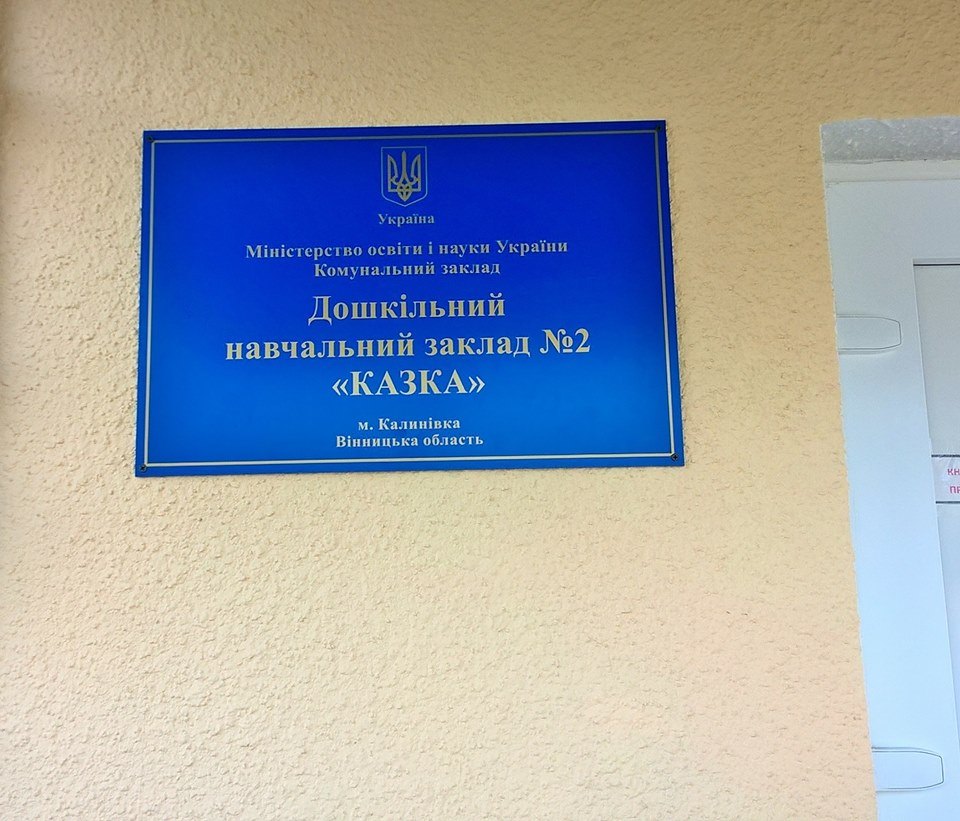 Україна
Міністерство освіти і науки України
Комунальний заклад
Дошкільний
навчальний заклад №2
«КАЗКА»
м. Калинівка
Вінницька область